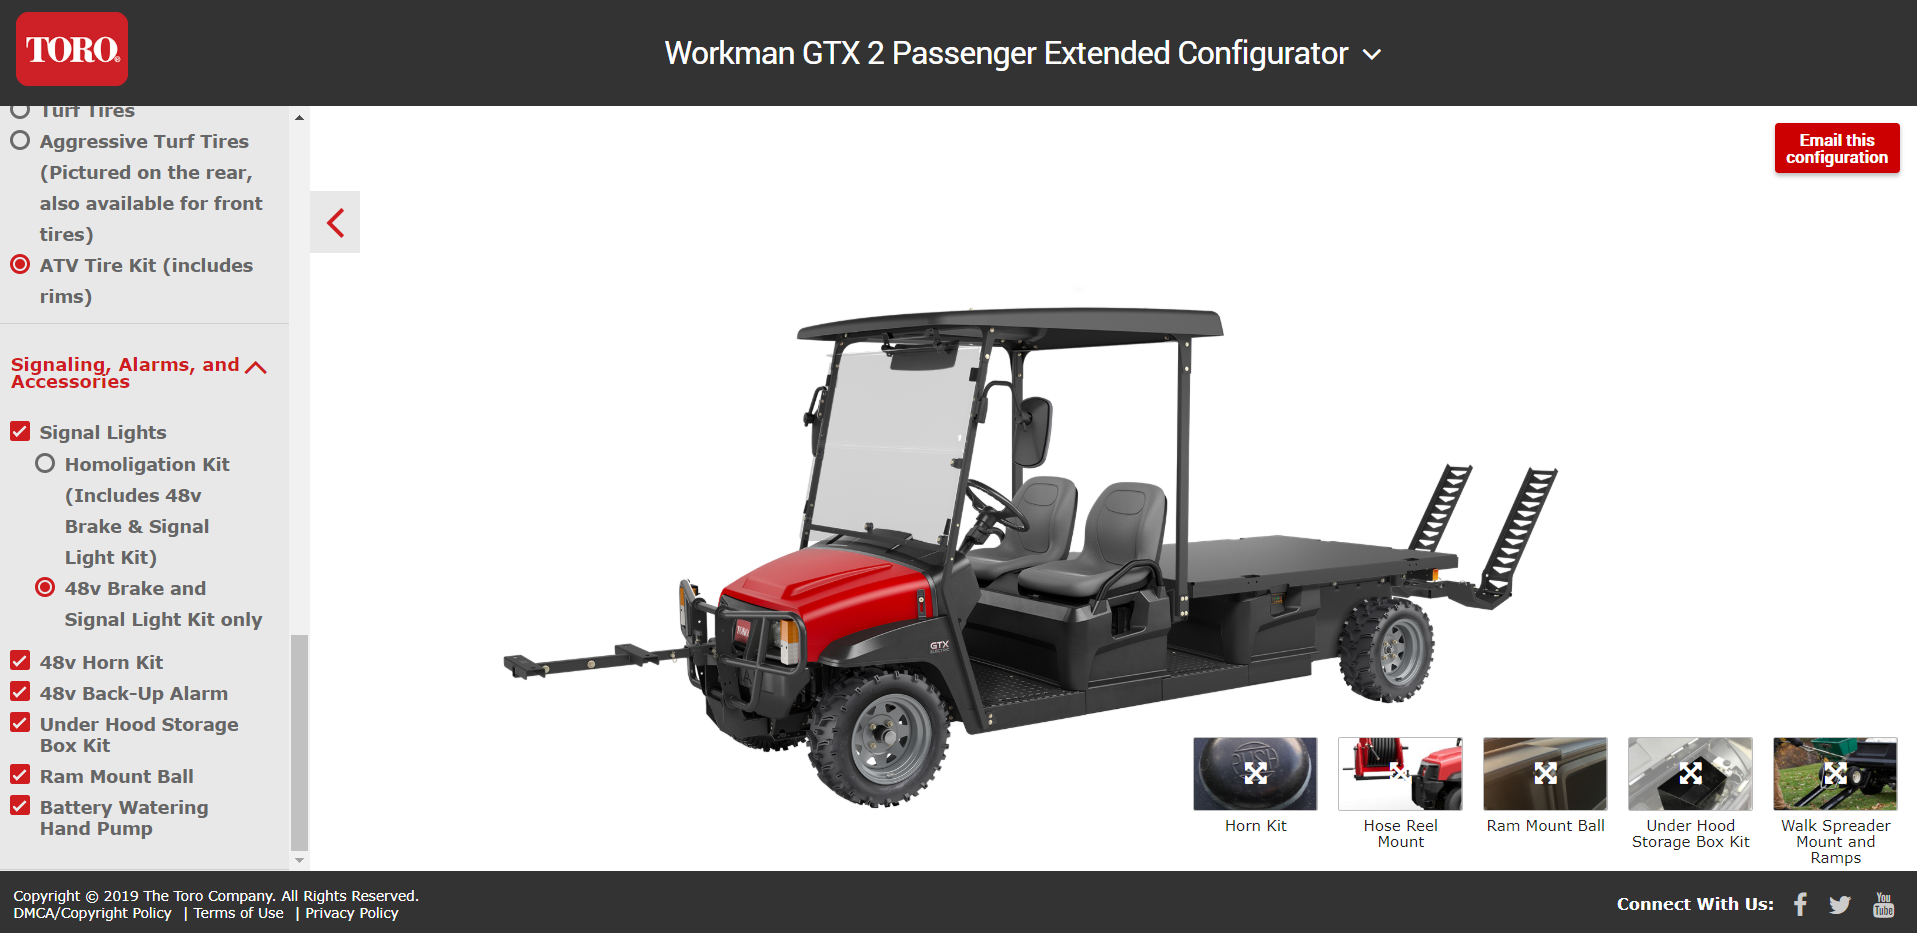 TORO
Workman GTX 2 Passenger Extended Configurator
Turf Tires
Aggressive Turf Tires
(Pictured on the rear,
also available for front
tires)
ATV Tire Kit (includes
rims)
Signaling, Alarms, and
Accessories
Signal Lights
Homoligation Kit
(Includes 48v
Brake & Signal
Light Kit)
48v Brake and
Signal Light Kit only
48v Horn Kit
48v Back-Up Alarm
Under Hood Storage
Box Kit
Ram Mount Ball
Battery Watering
Hand Pump
Email this
configuration
TORO
GTX
ELECTRIC
PUSH
Horn Kit
Hose Reel
Mount
Ram Mount Ball
Under Hood
Storage Box Kit
Walk Spreader
Mount and
Ramps
Copyright © 2019 The Toro Company. All Rights Reserved.
DMCA/Copyright Policy | Terms of Use | Privacy Policy
Connect With Us:
You
Tube